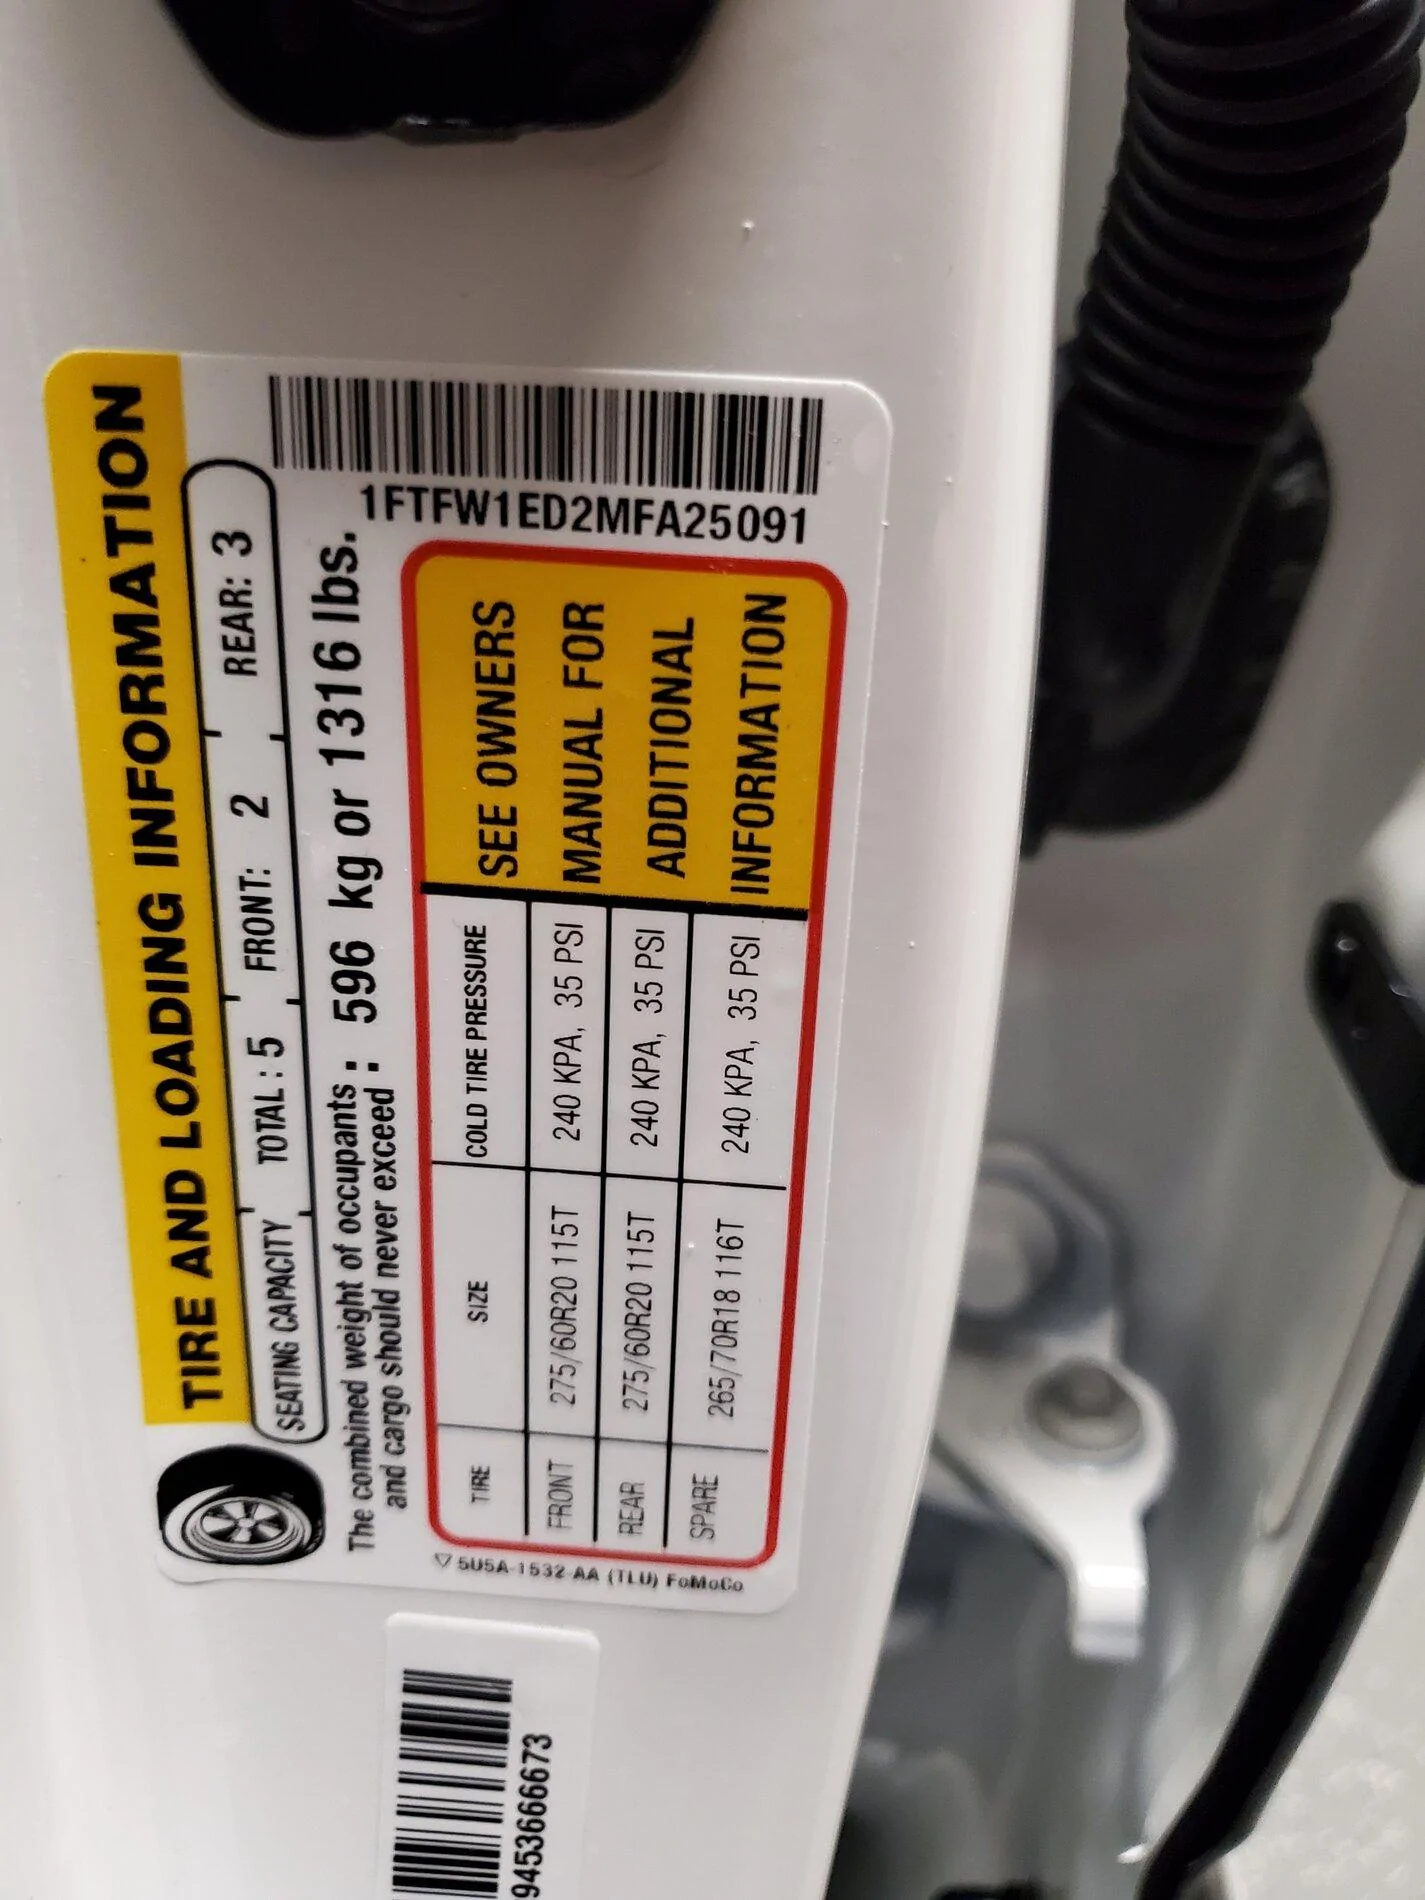 TIRE AND LOADING INFORMATION
SEATING CAPACITY TOTAL : 5 FRONT: 2 REAR: 3
The combined weight of occupants
and cargo should never exceed : 596 kg or 1316 lbs.
1FTFW1ED2MFA25091
TIRE SIZE COLD TIRE PRESSURE
FRONT 275/60R20 115T 240 KPA, 35 PSI
REAR 275/60R20 115T 240 KPA, 35 PSI
SPARE 265/70R18 116T 240 KPA, 35 PSI
SEE OWNERS
MANUAL FOR
ADDITIONAL
INFORMATION
5U5A-1532-AA (TLU) FoMoCo
945366667​3